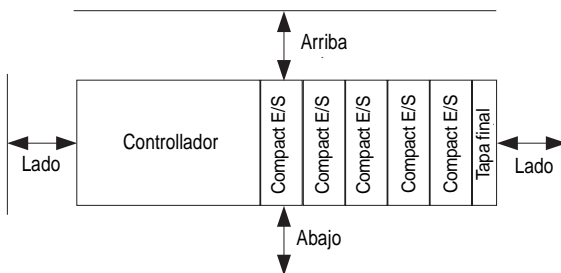 Arriba
Controllador
Compact E/S
Compact E/S
Compact E/S
Compact E/S
Compact E/S
Tapa final
Lado
Lado
Abajo